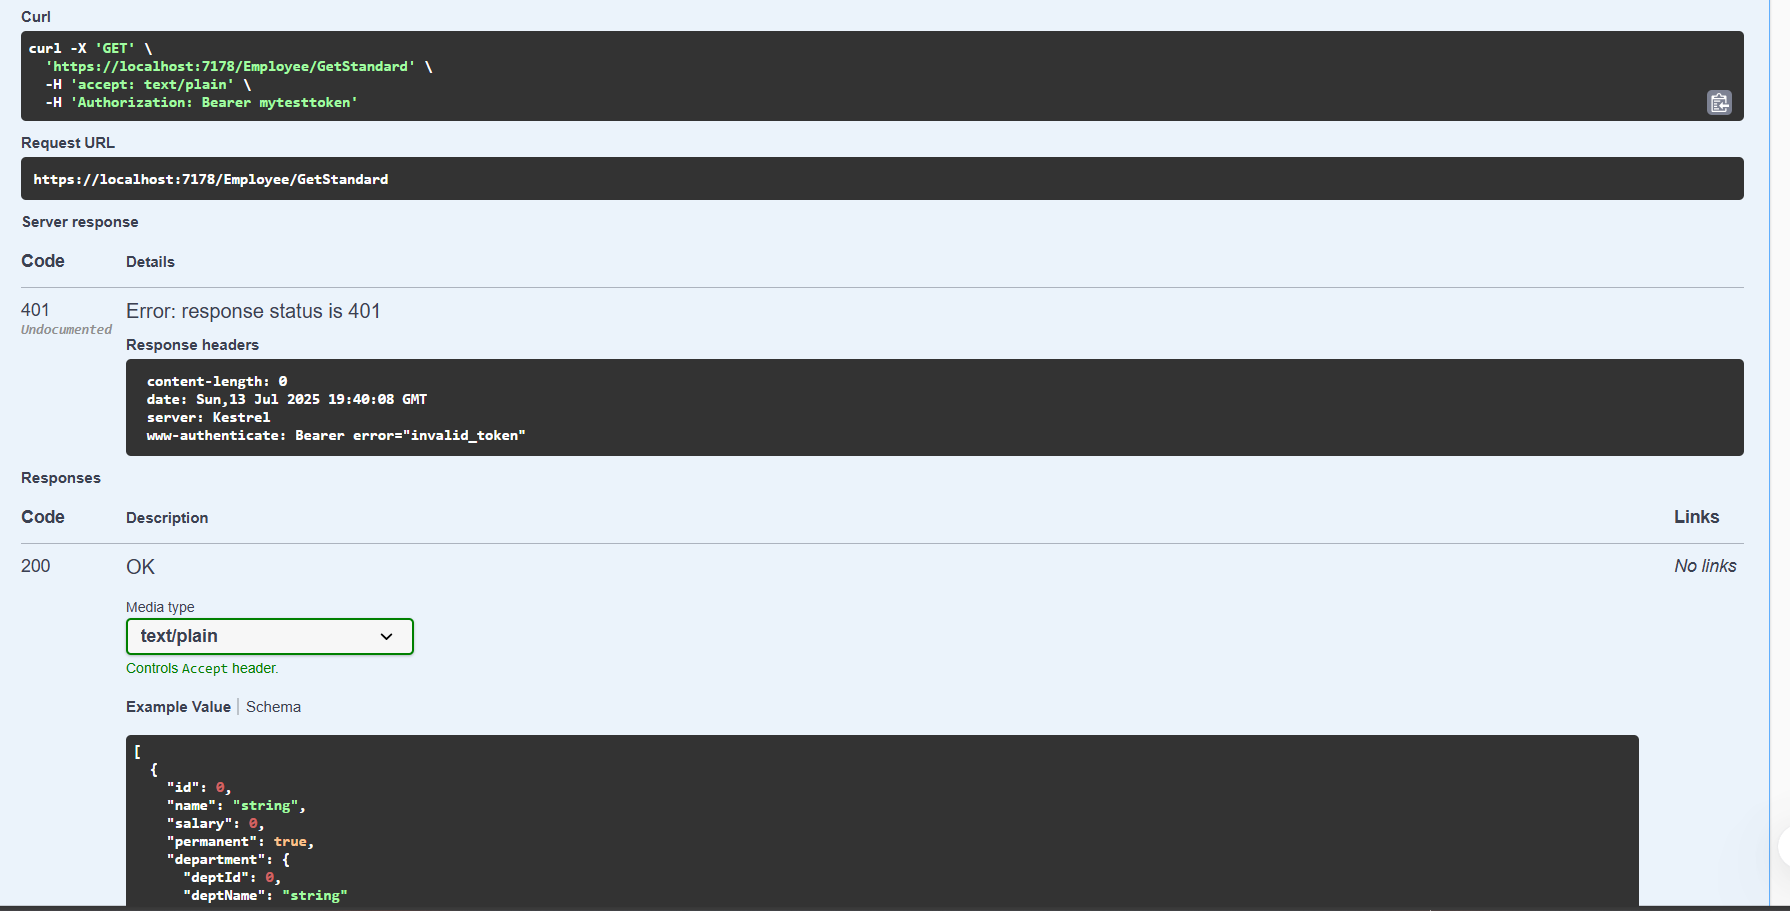 Curl
curl -X 'GET' \
'https://localhost:7178/Employee/GetStandard' \
-H 'accept: text/plain' \
-H 'Authorization: Bearer mytesttoken'
Request URL
https://localhost:7178/Employee/GetStandard
Server response
Code Details
401 Error: response status is 401
Undocumented
Response headers
content-length: 0
date: Sun,13 Jul 2025 19:40:08 GMT
server: Kestrel
www-authenticate: Bearer error="invalid_token"
Responses
Code Description Links
200 OK No links
Media type
text/plain
Controls Accept header.
Example Value Schema
[
{
"id": 0,
"name": "string",
"salary": 0,
"permanent": true,
"department": {
"deptId": 0,
"deptName": "string"